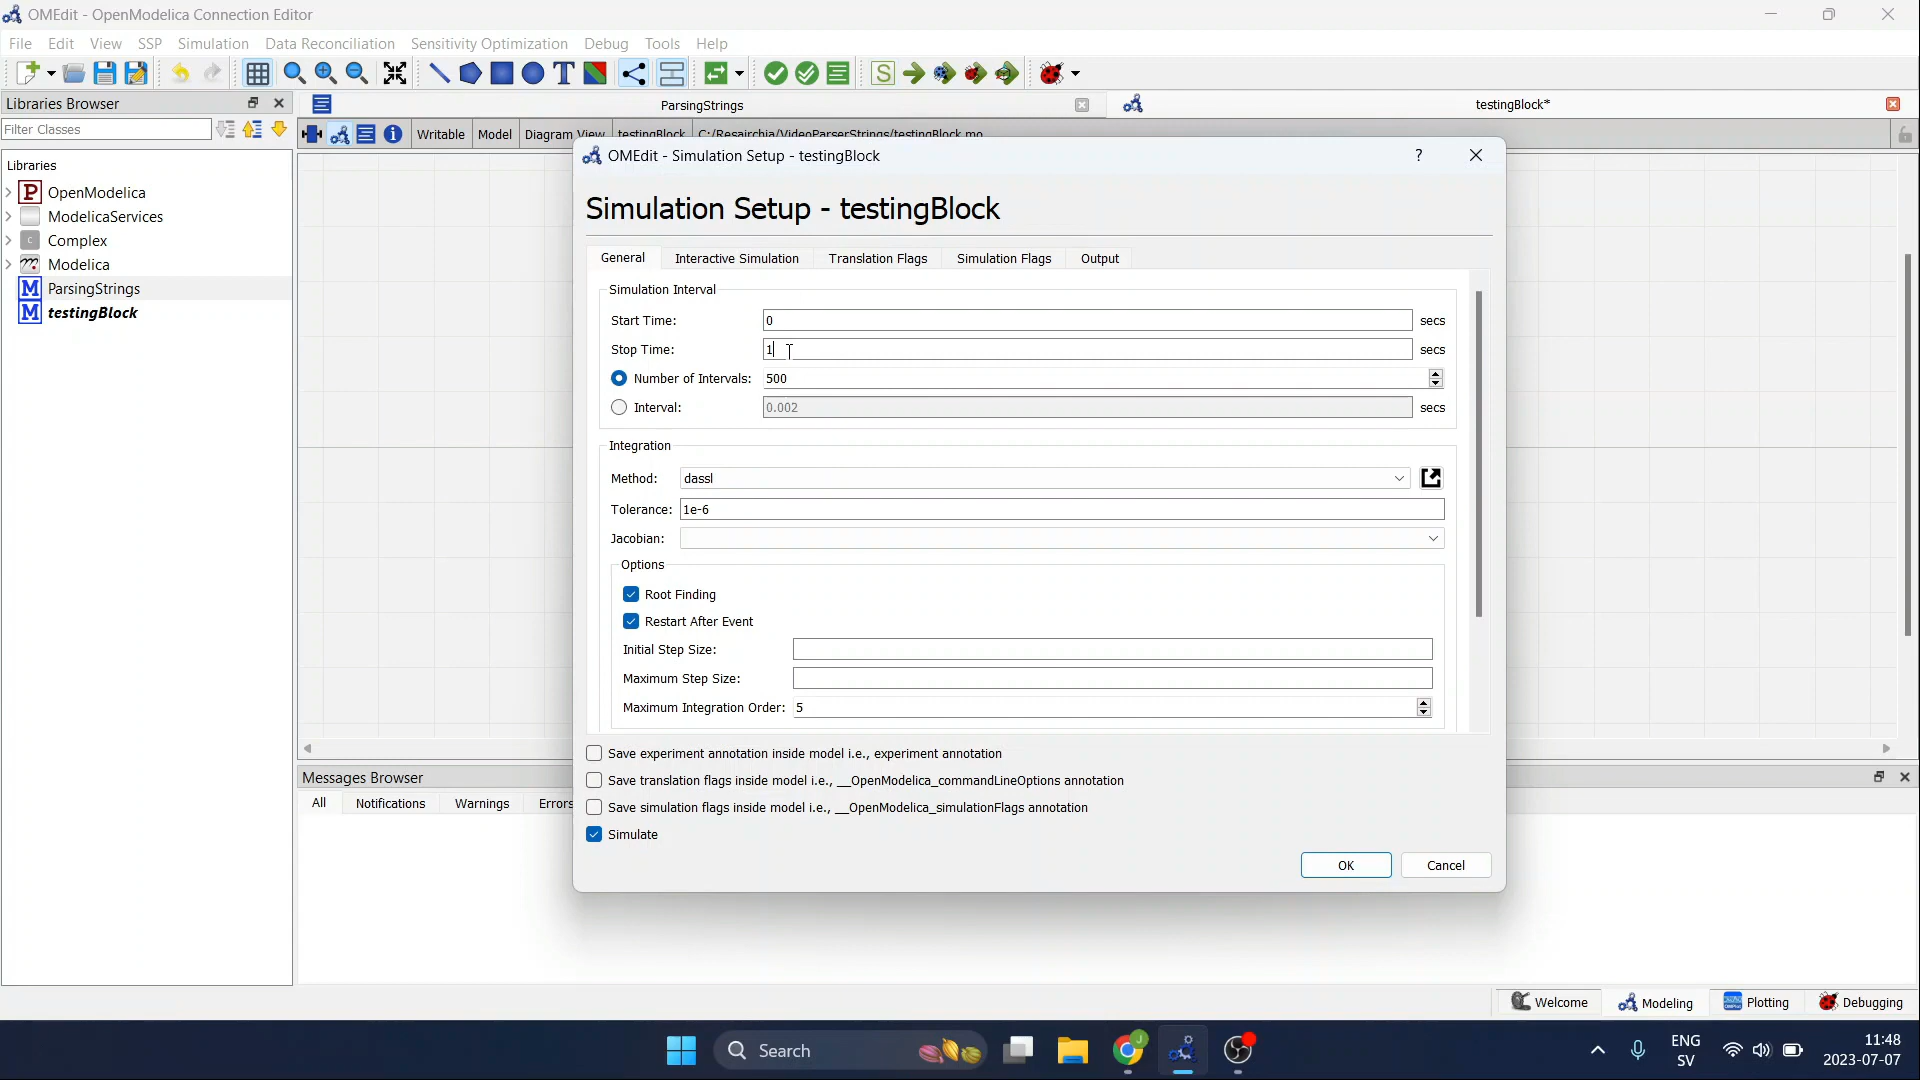 OMEdit - OpenModelica Connection Editor
File Edit View SSP Simulation Data Reconciliation Sensitivity Optimization Debug Tools Help
Libraries Browser
ParsingStrings
testingBlock*
Filter Classes
Writable Model Diagram View testingBlock C:/Resairchia/VideoParserStrings/testingBlock.mo
Libraries
OpenModelica
ModelicaServices
Complex
Modelica
ParsingStrings
testingBlock
OMEdit - Simulation Setup - testingBlock
Simulation Setup - testingBlock
General Interactive Simulation Translation Flags Simulation Flags Output
Simulation Interval
Start Time: 0 secs
Stop Time: 1 secs
Number of Intervals: 500
Interval: 0.002 secs
Integration
Method: dassl
Tolerance: 1e-6
Jacobian:
Options
Root Finding
Restart After Event
Initial Step Size:
Maximum Step Size:
Maximum Integration Order: 5
Save experiment annotation inside model i.e., experiment annotation
Save translation flags inside model i.e., __OpenModelica_commandLineOptions annotation
Save simulation flags inside model i.e., __OpenModelica_simulationFlags annotation
Simulate
OK Cancel
Messages Browser
All Notifications Warnings Errors
Welcome Modeling Plotting Debugging
Search
ENG
SV
11:48
2023-07-07